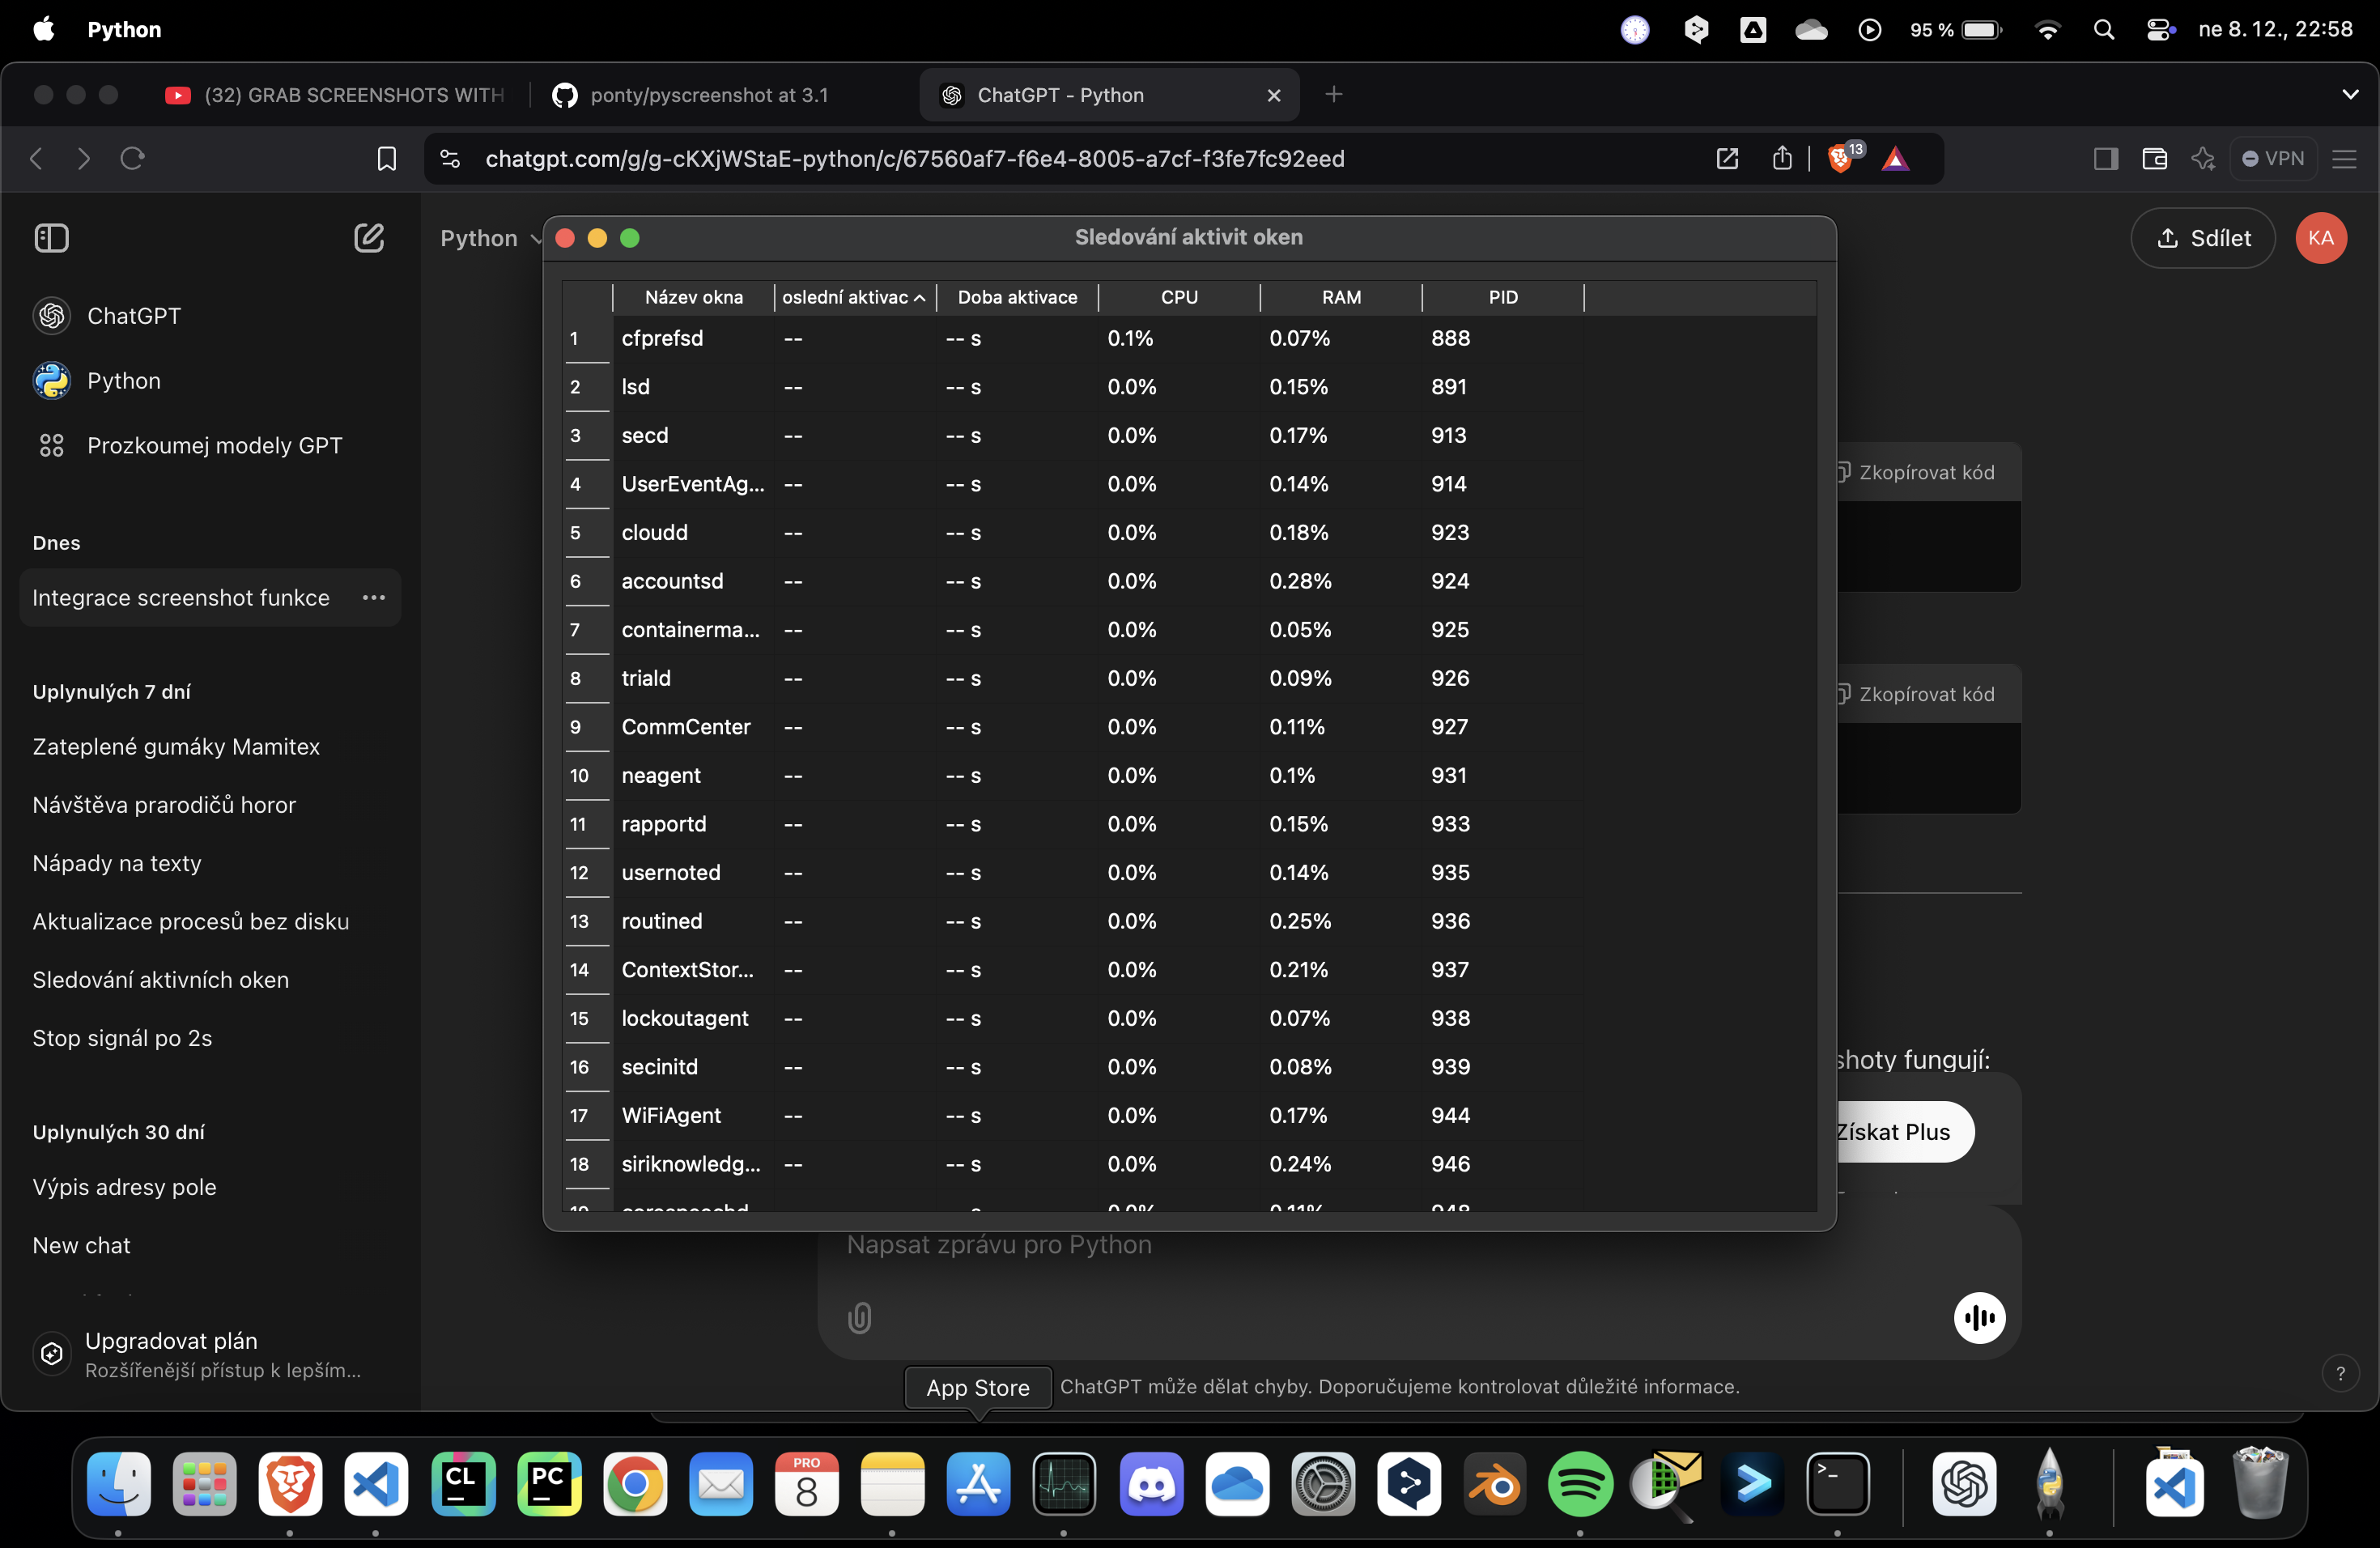 Python
95 %
ne 8. 12., 22:58
(32) GRAB SCREENSHOTS WITH
ponty/pyscreenshot at 3.1
ChatGPT - Python
chatgpt.com/g/g-cKXjWStaE-python/c/67560af7-f6e4-8005-a7cf-f3fe7fc92eed
13
VPN
ChatGPT
Python
Prozkoumej modely GPT
Dnes
Integrace screenshot funkce
Uplynulých 7 dní
Zateplené gumáky Mamitex
Návštěva prarodičů horor
Nápady na texty
Aktualizace procesů bez disku
Sledování aktivních oken
Stop signál po 2s
Uplynulých 30 dní
Výpis adresy pole
New chat
Upgradovat plán
Rozšířenější přístup k lepším...
Python
Sdílet
KA
Sledování aktivit oken
Název okna oslední aktivac Doba aktivace CPU RAM PID
1 cfprefsd -- -- s 0.1% 0.07% 888
2 lsd -- -- s 0.0% 0.15% 891
3 secd -- -- s 0.0% 0.17% 913
4 UserEventAg... -- -- s 0.0% 0.14% 914
5 cloudd -- -- s 0.0% 0.18% 923
6 accountsd -- -- s 0.0% 0.28% 924
7 containerma... -- -- s 0.0% 0.05% 925
8 triald -- -- s 0.0% 0.09% 926
9 CommCenter -- -- s 0.0% 0.11% 927
10 neagent -- -- s 0.0% 0.1% 931
11 rapportd -- -- s 0.0% 0.15% 933
12 usernoted -- -- s 0.0% 0.14% 935
13 routined -- -- s 0.0% 0.25% 936
14 ContextStor... -- -- s 0.0% 0.21% 937
15 lockoutagent -- -- s 0.0% 0.07% 938
16 secinitd -- -- s 0.0% 0.08% 939
17 WiFiAgent -- -- s 0.0% 0.17% 944
18 siriknowledg... -- -- s 0.0% 0.24% 946
Zkopírovat kód
Zkopírovat kód
shoty fungují:
Získat Plus
Napsat zprávu pro Python
App Store
ChatGPT může dělat chyby. Doporučujeme kontrolovat důležité informace.
?
CL
PC
PRO
8
>_